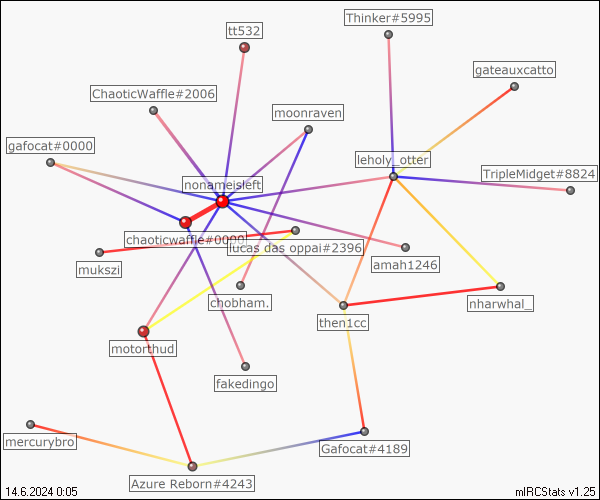 Thinker#5995
tt532
gateauxcatto
ChaoticWaffle#2006
moonraven
gafocat#0000
leholy_otter
TripleMidget#8824
nonameisleft
chaoticwaffle#0000
lucas das oppai#2396
mukszi
amah1246
chobham.
nharwhal_
then1cc
motorthud
fakedingo
mercurybro
Gafocat#4189
Azure Reborn#4243
14.6.2024 0:05
mIRCStats v1.25